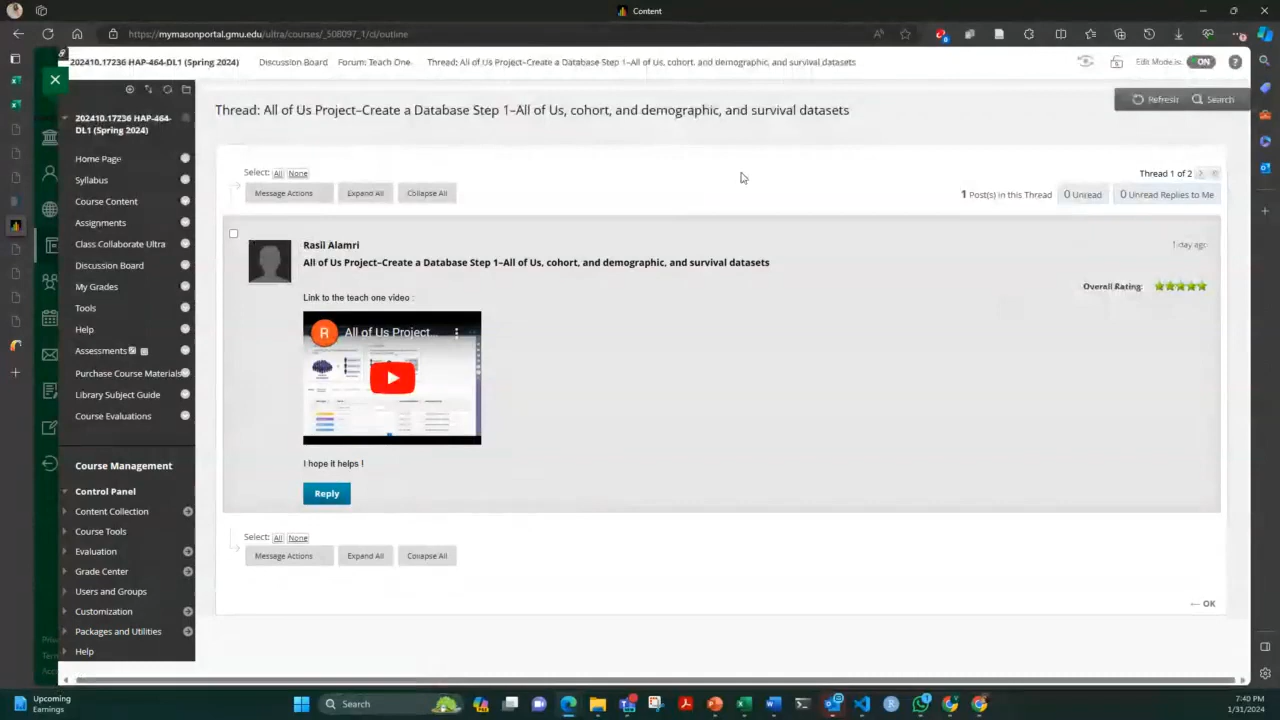 Content
https://mymasonportal.gmu.edu/ultra/courses/_508097_1/cl/outline
202410.17236 HAP-464-DL1 (Spring 2024) Discussion Board Forum: Teach One Thread: All of Us Project–Create a Database Step 1–All of Us, cohort, and demographic, and survival datasets Edit Mode is: ON
Thread: All of Us Project–Create a Database Step 1–All of Us, cohort, and demographic, and survival datasets
Refresh Search
202410.17236 HAP-464-
DL1 (Spring 2024)
Home Page
Syllabus
Course Content
Assignments
Class Collaborate Ultra
Discussion Board
My Grades
Tools
Help
Assessments
Purchase Course Materials
Library Subject Guide
Course Evaluations
Course Management
Control Panel
Content Collection
Course Tools
Evaluation
Grade Center
Users and Groups
Customization
Packages and Utilities
Help
Select: All None
Message Actions Expand All Collapse All
Thread 1 of 2
1 Post(s) in this Thread 0 Unread 0 Unread Replies to Me
Rasil Alamri
1 day ago
All of Us Project–Create a Database Step 1–All of Us, cohort, and demographic, and survival datasets
Overall Rating:
Link to the teach one video :
R All of Us Project...
I hope it helps !
Reply
Select: All None
Message Actions Expand All Collapse All
← OK
Upcoming
Earnings
Search
7:40 PM
1/31/2024